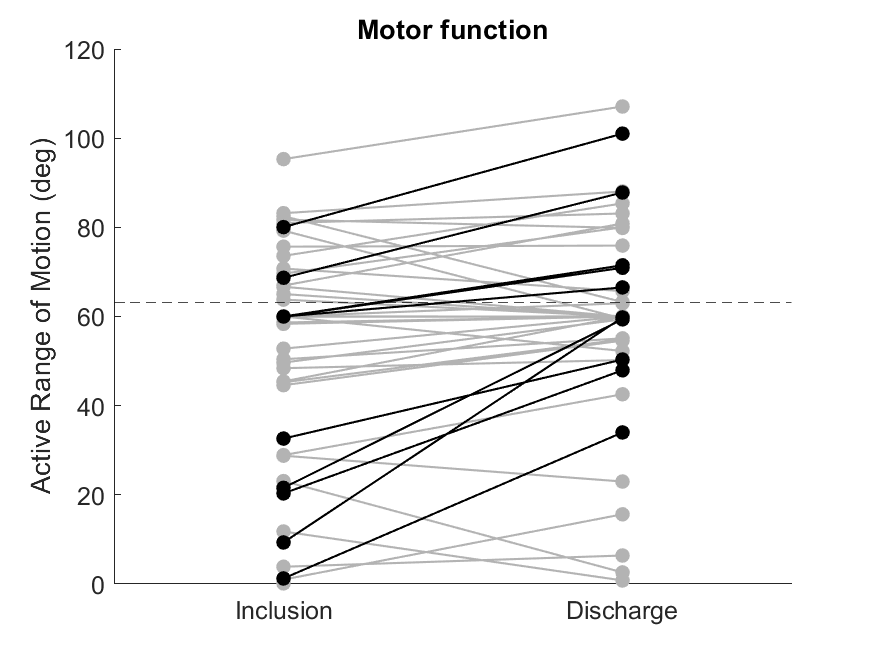 Motor function
Active Range of Motion (deg)
120
100
80
60
40
20
0
Inclusion
Discharge